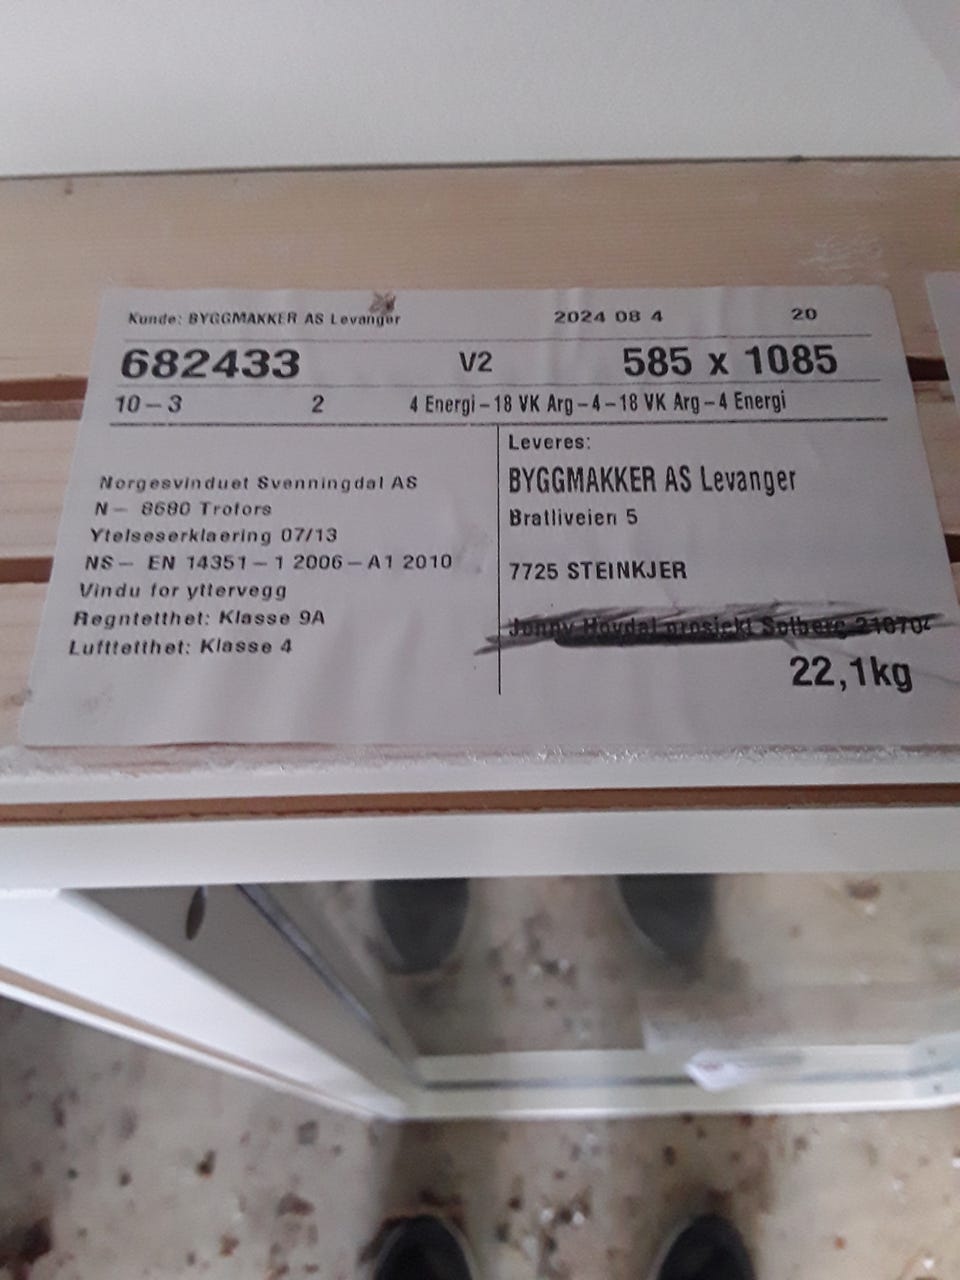 Kunde: BYGGMAKKER AS Levanger 2024 08 4 20
682433 V2 585 x 1085
10-3 2 4 Energi-18 VK Arg-4-18 VK Arg-4 Energi
Leveres:
BYGGMAKKER AS Levanger
Bratliveien 5
7725 STEINKJER
22,1kg
Norgesvinduet Svenningdal AS
N- 8680 Trofors
Ytelseserklaering 07/13
NS- EN 14351-1 2006-A1 2010
Vindu for yttervegg
Regntetthet: Klasse 9A
Lufttetthet: Klasse 4